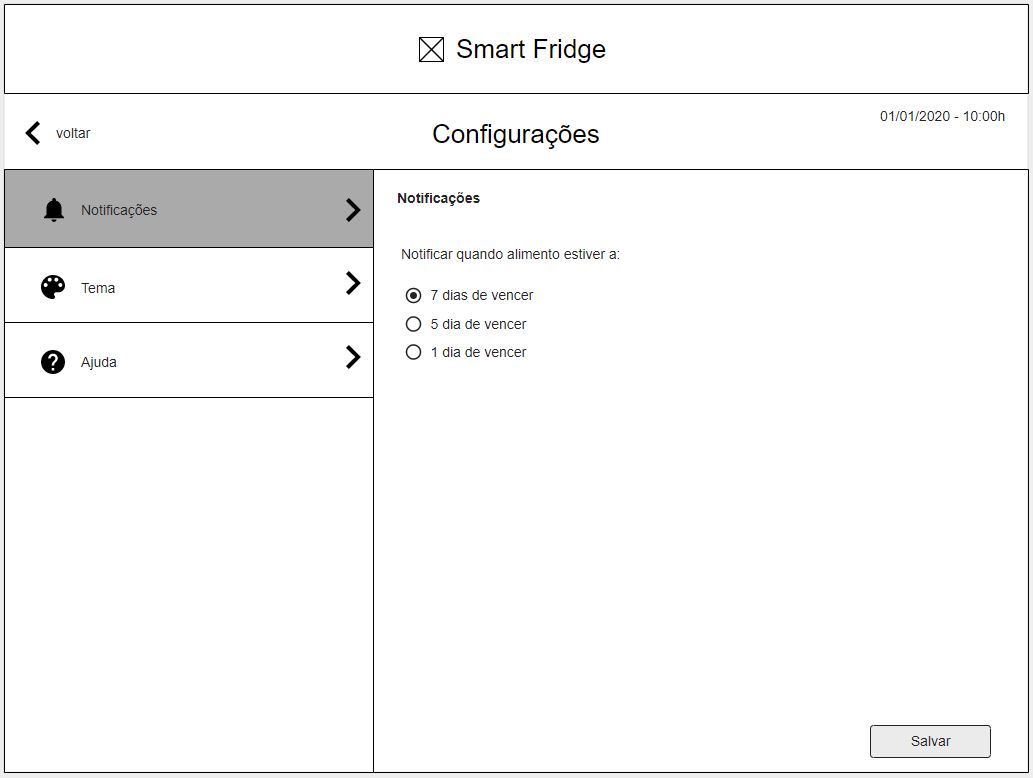 Smart Fridge
voltar
Configurações
01/01/2020 - 10:00h
Notificações
Tema
Ajuda
Notificações
Notificar quando alimento estiver a:
7 dias de vencer
5 dia de vencer
1 dia de vencer
Salvar